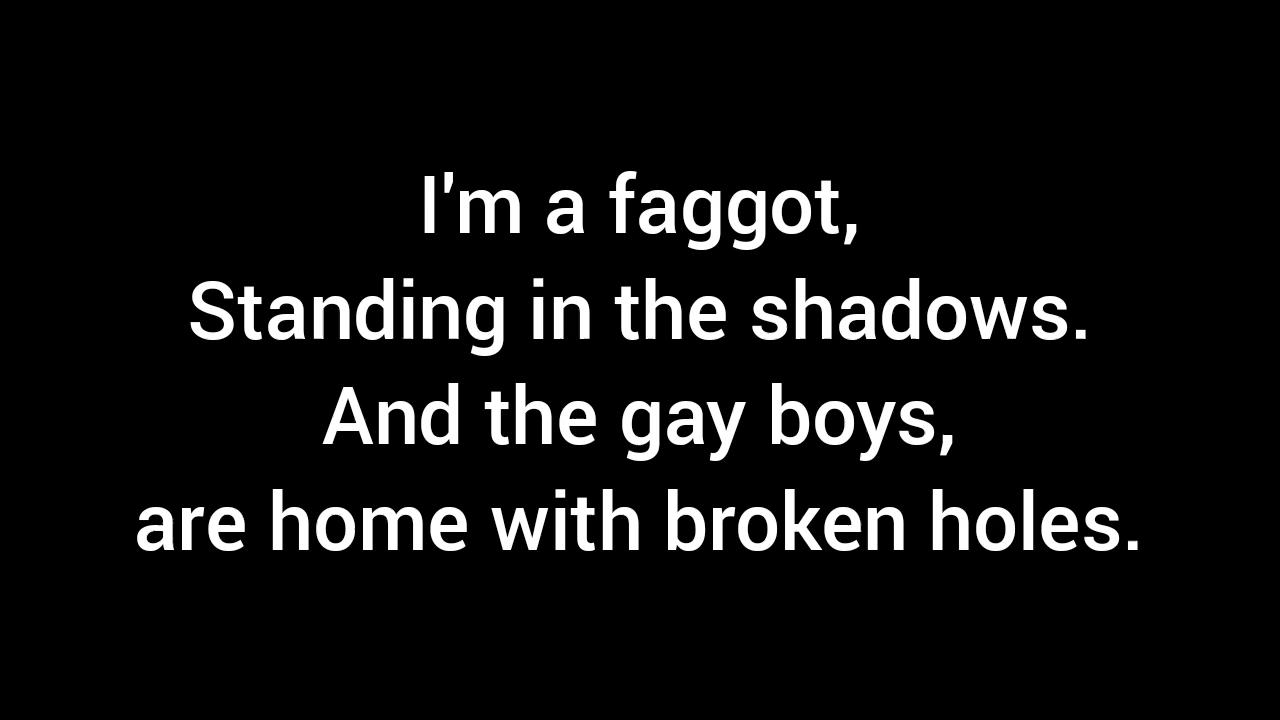 I'm a faggot,
Standing in the shadows.
And the gay boys,
are home with broken holes.